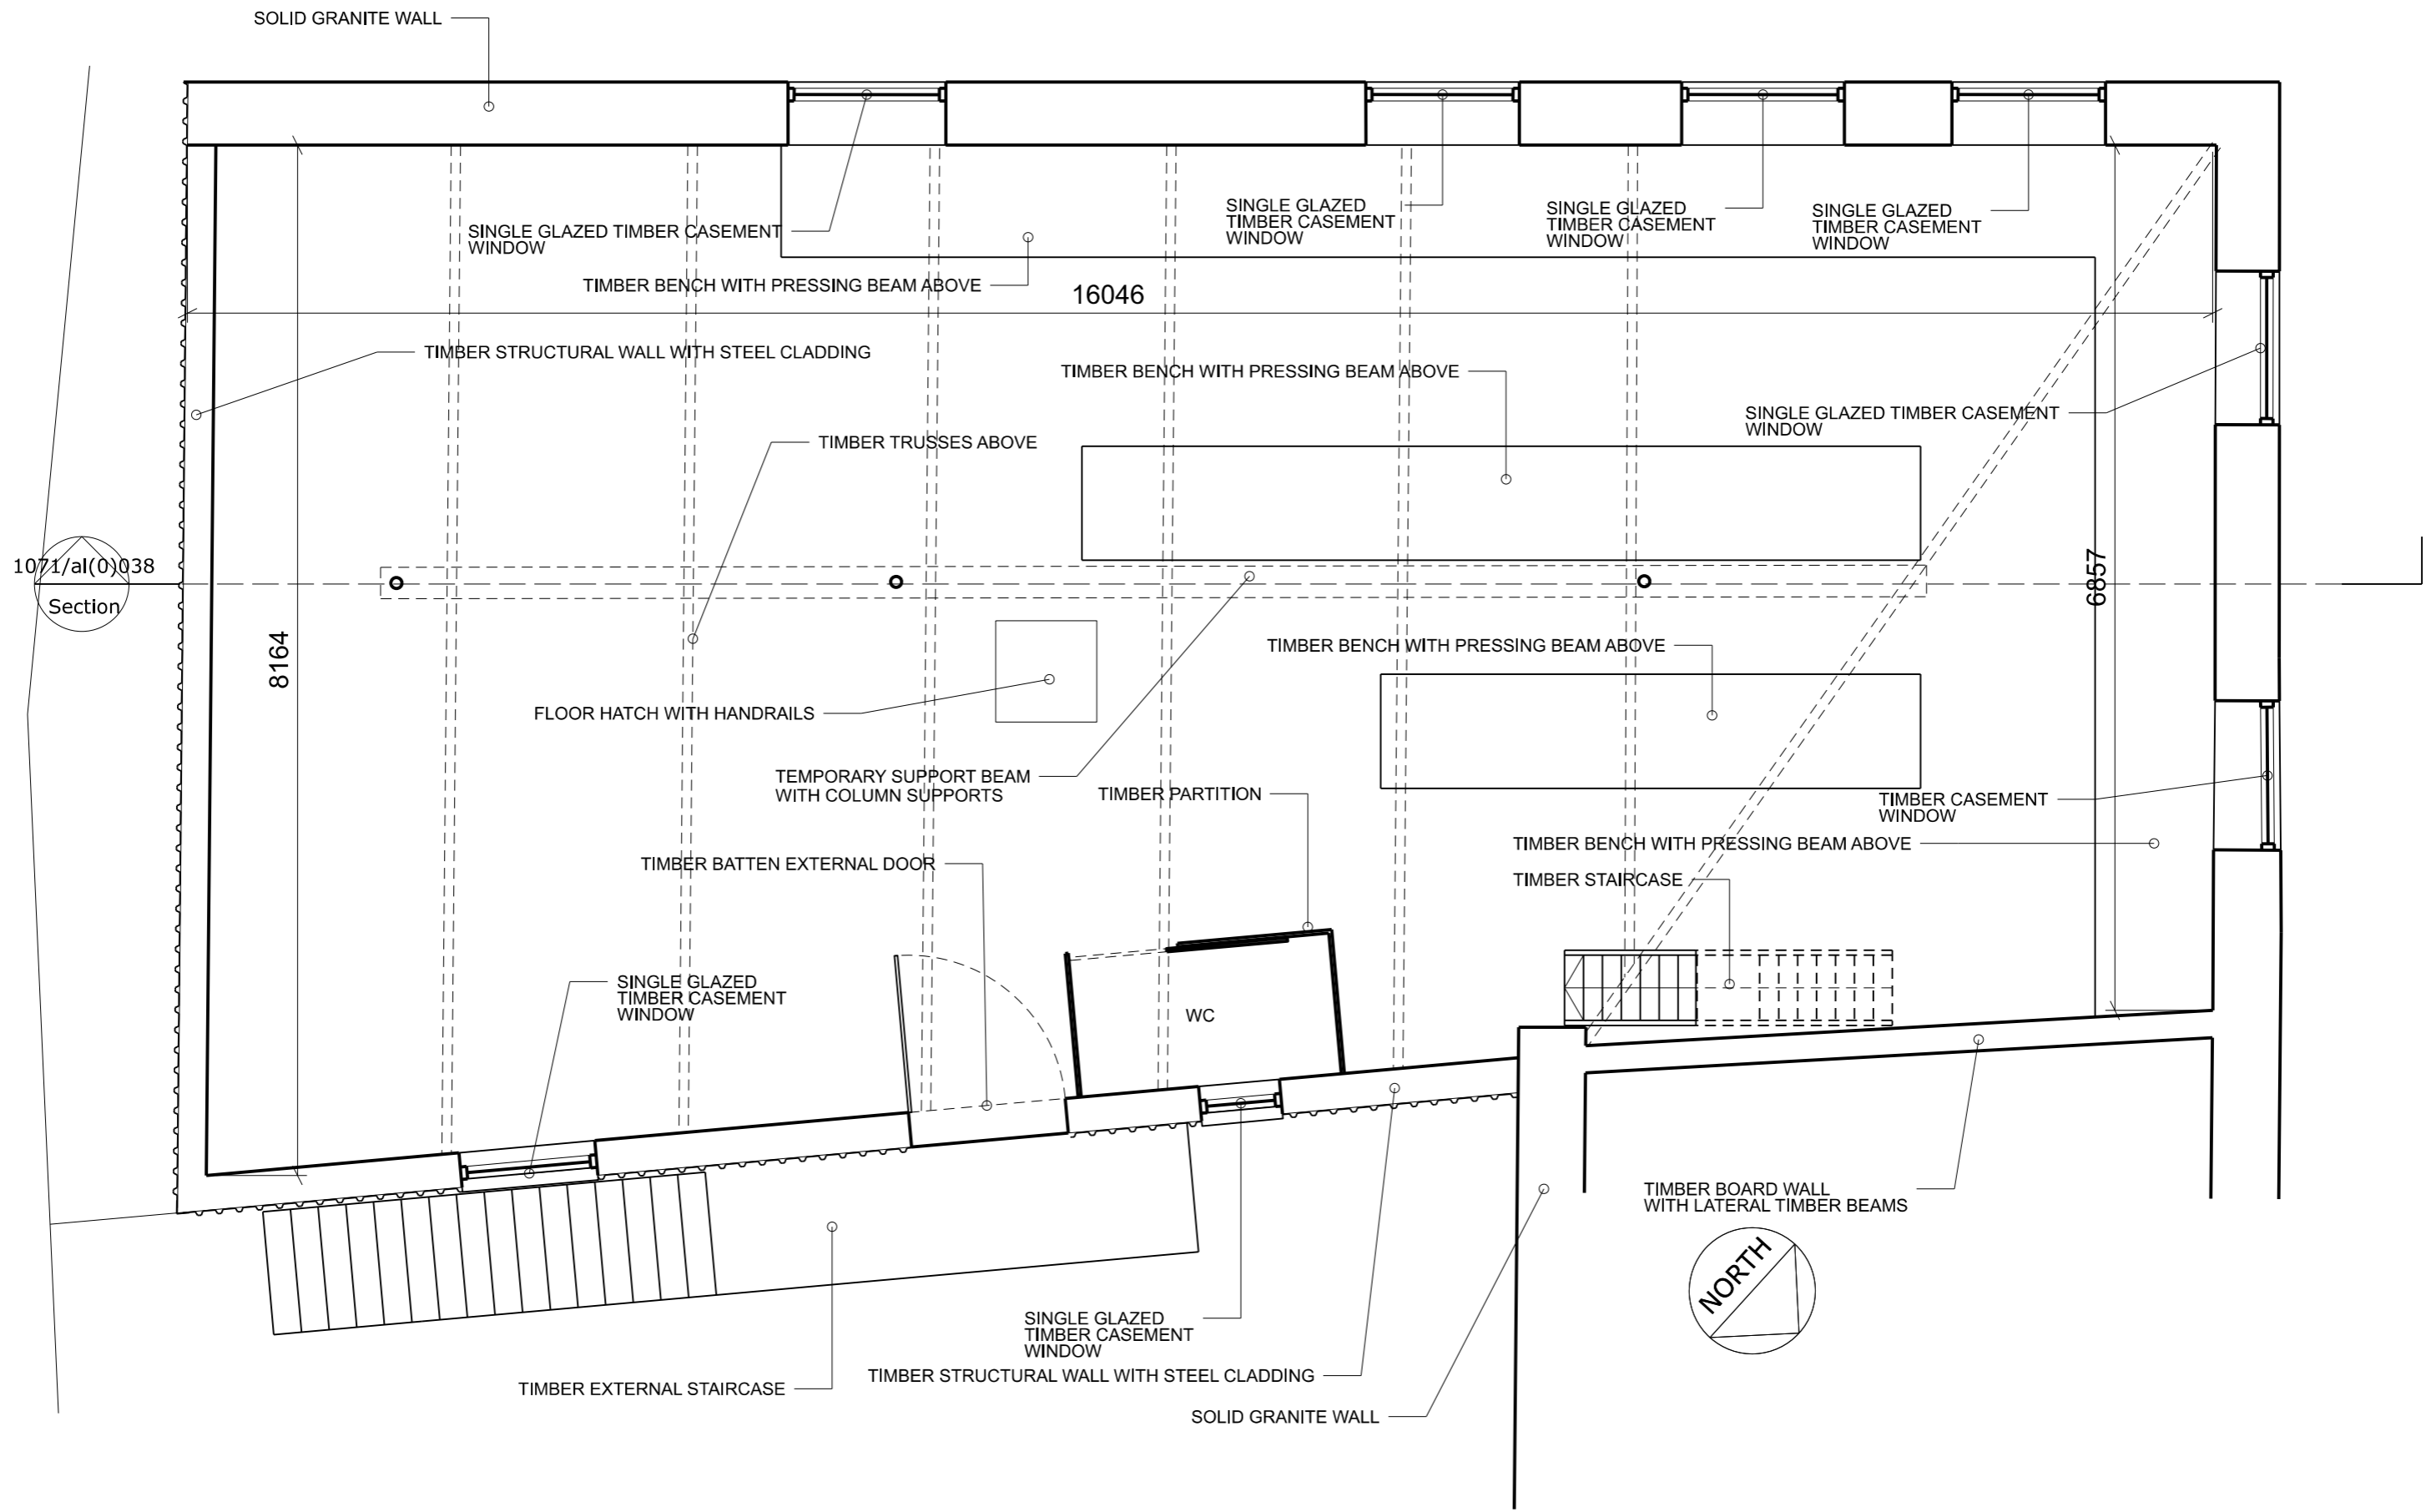 SOLID GRANITE WALL
SINGLE GLAZED TIMBER CASEMENT
WINDOW
SINGLE GLAZED
TIMBER CASEMENT
WINDOW
SINGLE GLAZED
TIMBER CASEMENT
WINDOW
SINGLE GLAZED
TIMBER CASEMENT
WINDOW
TIMBER BENCH WITH PRESSING BEAM ABOVE
16046
TIMBER STRUCTURAL WALL WITH STEEL CLADDING
TIMBER BENCH WITH PRESSING BEAM ABOVE
SINGLE GLAZED TIMBER CASEMENT
WINDOW
TIMBER TRUSSES ABOVE
1071/al(0)038
Section
6857
8164
TIMBER BENCH WITH PRESSING BEAM ABOVE
FLOOR HATCH WITH HANDRAILS
TEMPORARY SUPPORT BEAM
WITH COLUMN SUPPORTS
TIMBER PARTITION
TIMBER CASEMENT
WINDOW
TIMBER BENCH WITH PRESSING BEAM ABOVE
TIMBER BATTEN EXTERNAL DOOR
TIMBER STAIRCASE
SINGLE GLAZED
TIMBER CASEMENT
WINDOW
WC
TIMBER BOARD WALL
WITH LATERAL TIMBER BEAMS
NORTH
SINGLE GLAZED
TIMBER CASEMENT
WINDOW
TIMBER STRUCTURAL WALL WITH STEEL CLADDING
TIMBER EXTERNAL STAIRCASE
SOLID GRANITE WALL